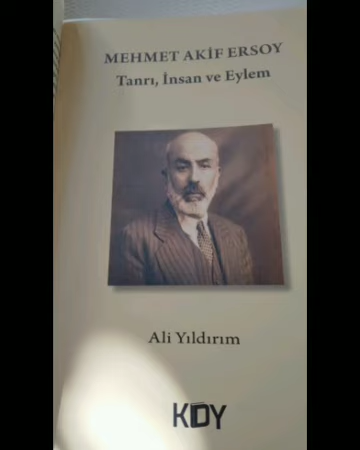 MEHMET AKİF ERSOY
Tanrı, İnsan ve Eylem
Ali Yıldırım
KDY